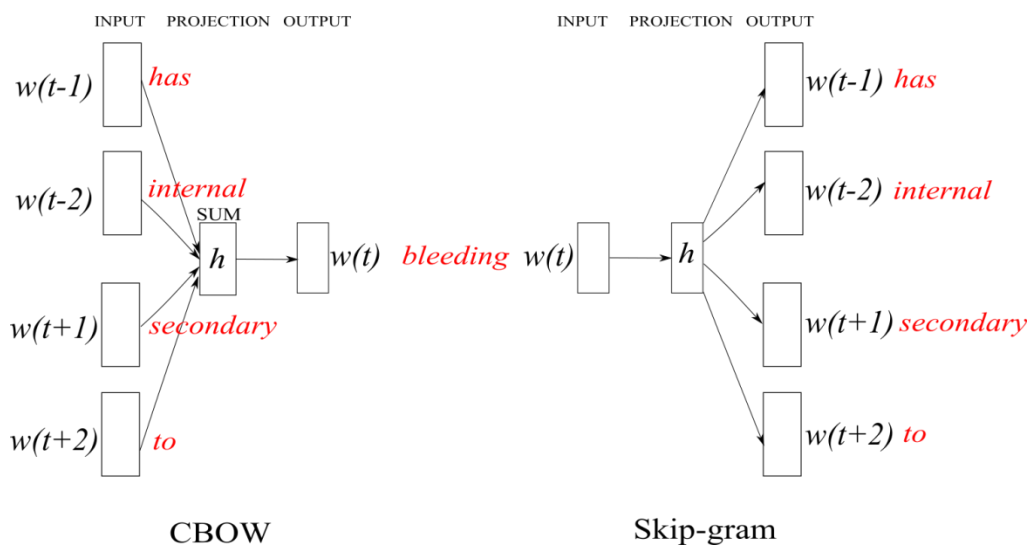 INPUT PROJECTION OUTPUT
w(t-1) has
w(t-2) internal
SUM
h
w(t)
w(t+1) secondary
w(t+2) to
CBOW
bleeding
INPUT PROJECTION OUTPUT
w(t-1) has
w(t-2) internal
w(t)
h
w(t+1) secondary
w(t+2) to
Skip-gram